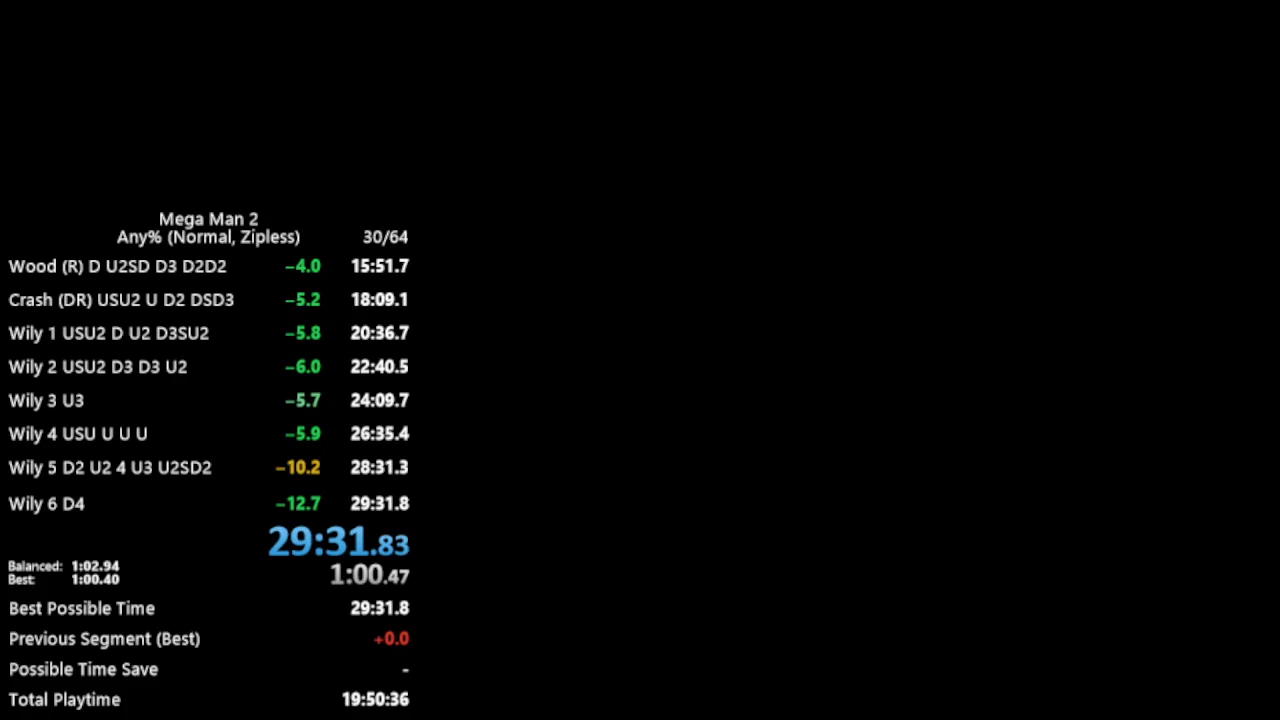 Mega Man 2
Any% (Normal, Zipless) 30/64
Wood (R) D U2SD D3 D2D2 −4.0 15:51.7
Crash (DR) USU2 U D2 DSD3 −5.2 18:09.1
Wily 1 USU2 D U2 D3SU2 −5.8 20:36.7
Wily 2 USU2 D3 D3 U2 −6.0 22:40.5
Wily 3 U3 −5.7 24:09.7
Wily 4 USU U U U −5.9 26:35.4
Wily 5 D2 U2 4 U3 U2SD2 −10.2 28:31.3
Wily 6 D4 −12.7 29:31.8
29:31.83
Balanced: 1:02.94
Best: 1:00.40
1:00.47
Best Possible Time 29:31.8
Previous Segment (Best) +0.0
Possible Time Save -
Total Playtime 19:50:36